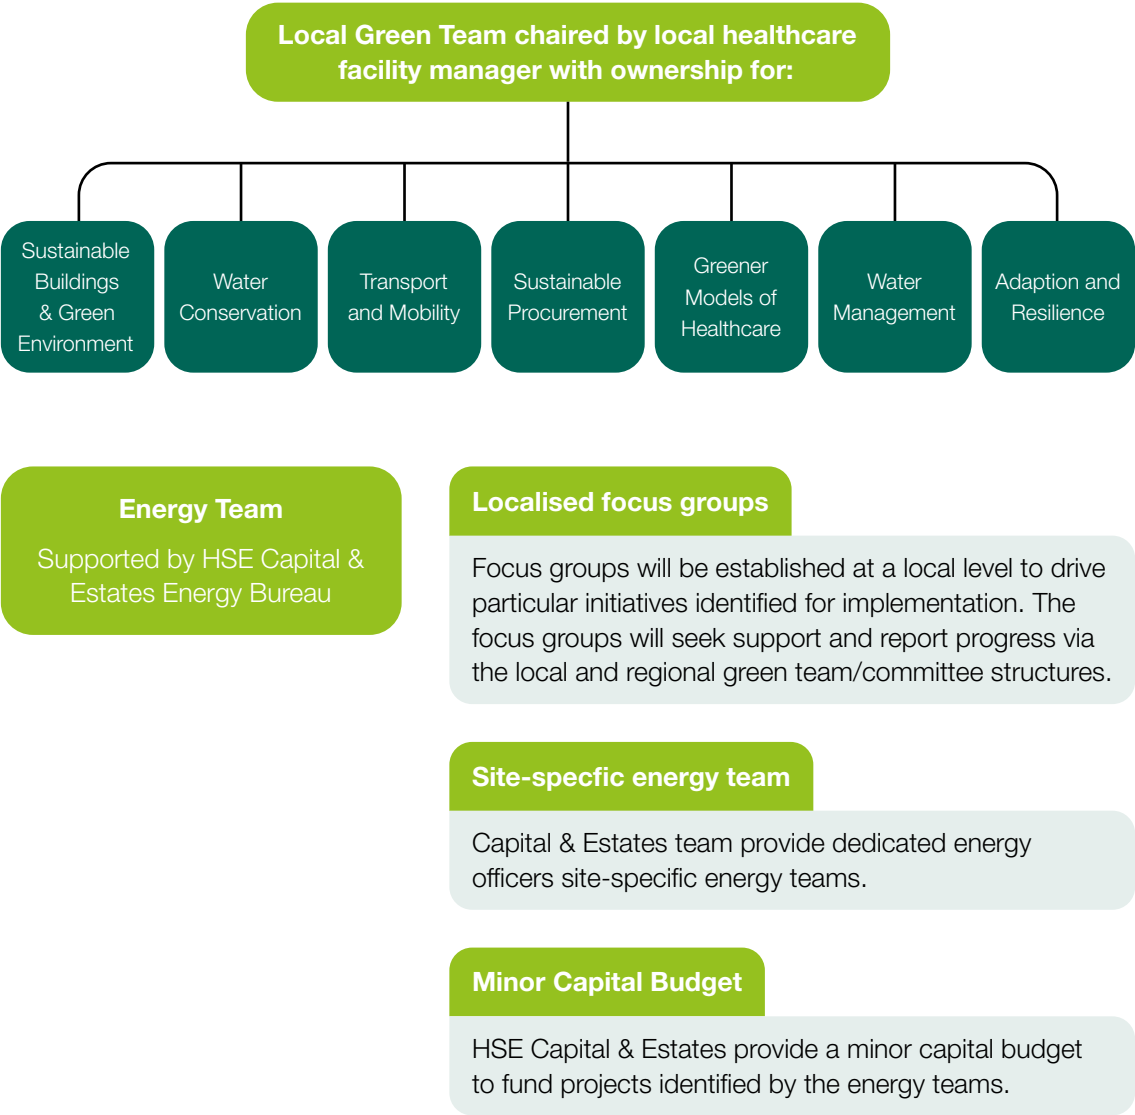 Local Green Team chaired by local healthcare
facility manager with ownership for:
Sustainable
Buildings
& Green
Environment
Water
Conservation
Transport
and Mobility
Sustainable
Procurement
Greener
Models of
Healthcare
Water
Management
Adaption and
Resilience
Energy Team
Supported by HSE Capital &
Estates Energy Bureau
Localised focus groups
Focus groups will be established at a local level to drive
particular initiatives identified for implementation. The
focus groups will seek support and report progress via
the local and regional green team/committee structures.
Site-specfic energy team
Capital & Estates team provide dedicated energy
officers site-specific energy teams.
Minor Capital Budget
HSE Capital & Estates provide a minor capital budget
to fund projects identified by the energy teams.